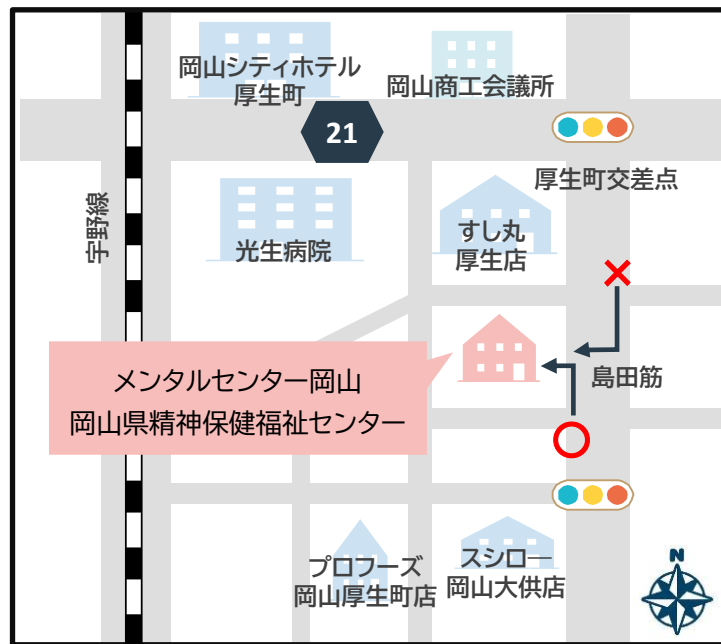 岡山シティホテル
厚生町
岡山商工会議所
21
厚生町交差点
宇野線
光生病院
すし丸
厚生店
島田筋
メンタルセンター岡山
岡山県精神保健福祉センター
プロフーズ
岡山厚生町店
スシロー
岡山大供店
N